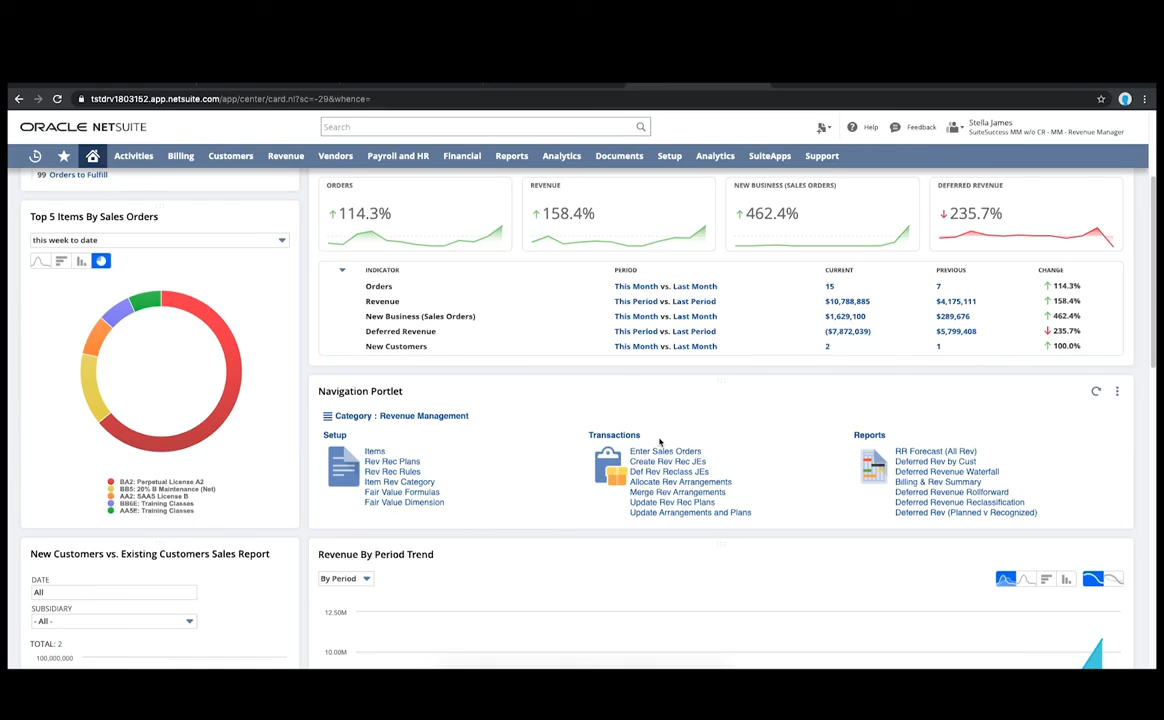 tstdrv1803152.app.netsuite.com/app/center/card.nl?sc=-29&whence=
ORACLE NETSUITE
Search
Help
Feedback
Stella James
SuiteSuccess MM w/o CR - MM - Revenue Manager
Activities Billing Customers Revenue Vendors Payroll and HR Financial Reports Analytics Documents Setup Analytics SuiteApps Support
99 Orders to Fulfill
Top 5 Items By Sales Orders
this week to date
BA2: Perpetual License A2
BB5: 20% B Maintenance (Net)
AA2: SAAS License B
BB6E: Training Classes
AA5E: Training Classes
ORDERS
114.3%
REVENUE
158.4%
NEW BUSINESS (SALES ORDERS)
462.4%
DEFERRED REVENUE
235.7%
INDICATOR PERIOD CURRENT PREVIOUS CHANGE
Orders This Month vs. Last Month 15 7 114.3%
Revenue This Period vs. Last Period $10,788,885 $4,175,111 158.4%
New Business (Sales Orders) This Month vs. Last Month $1,629,100 $289,676 462.4%
Deferred Revenue This Period vs. Last Period ($7,872,039) $5,799,408 235.7%
New Customers This Month vs. Last Month 2 1 100.0%
Navigation Portlet
Category : Revenue Management
Setup
Items
Rev Rec Plans
Rev Rec Rules
Item Rev Category
Fair Value Formulas
Fair Value Dimension
Transactions
Enter Sales Orders
Create Rev Rec JEs
Def Rev Reclass JEs
Allocate Rev Arrangements
Merge Rev Arrangements
Update Rev Rec Plans
Update Arrangements and Plans
Reports
RR Forecast (All Rev)
Deferred Rev by Cust
Deferred Revenue Waterfall
Billing & Rev Summary
Deferred Revenue Rollforward
Deferred Revenue Reclassification
Deferred Rev (Planned v Recognized)
New Customers vs. Existing Customers Sales Report
DATE
All
SUBSIDIARY
- All -
TOTAL: 2
100,000,000
Revenue By Period Trend
By Period
12.50M
10.00M